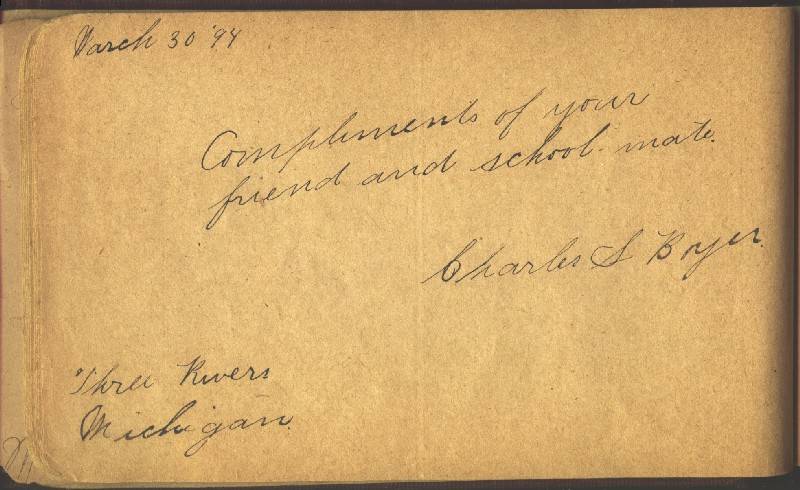 March 30 '94
Compliments of your
friend and school-mate.
Charles S Boyer.
Three Rivers
Michigan.